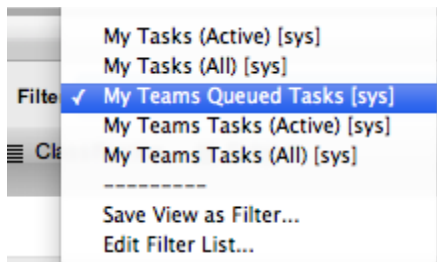 My Tasks (Active) [sys]
My Tasks (All) [sys]
Filte ✓ My Teams Queued Tasks [sys]
My Teams Tasks (Active) [sys]
Cla My Teams Tasks (All) [sys]
---------
Save View as Filter...
Edit Filter List...